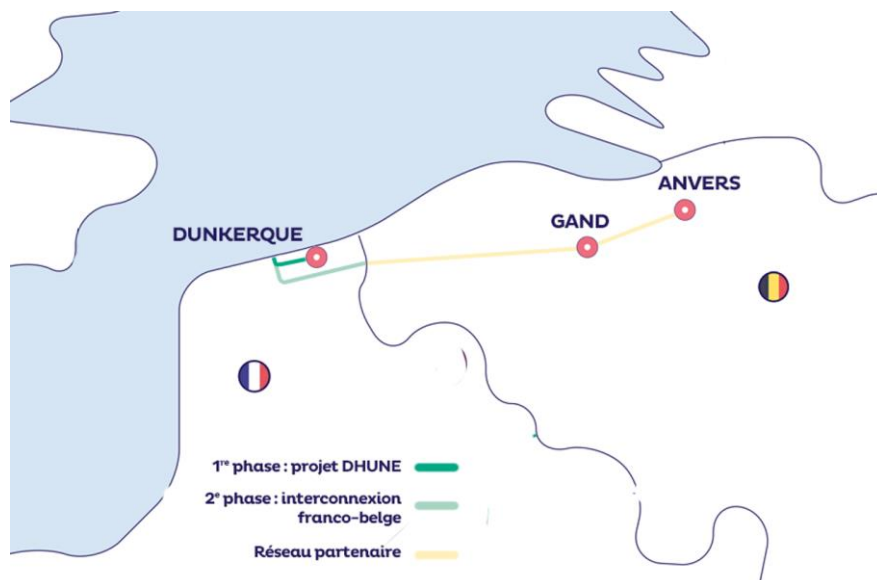 ANVERS
GAND
DUNKERQUE
1re phase : projet DHUNE
2e phase : interconnexion
franco-belge
Réseau partenaire